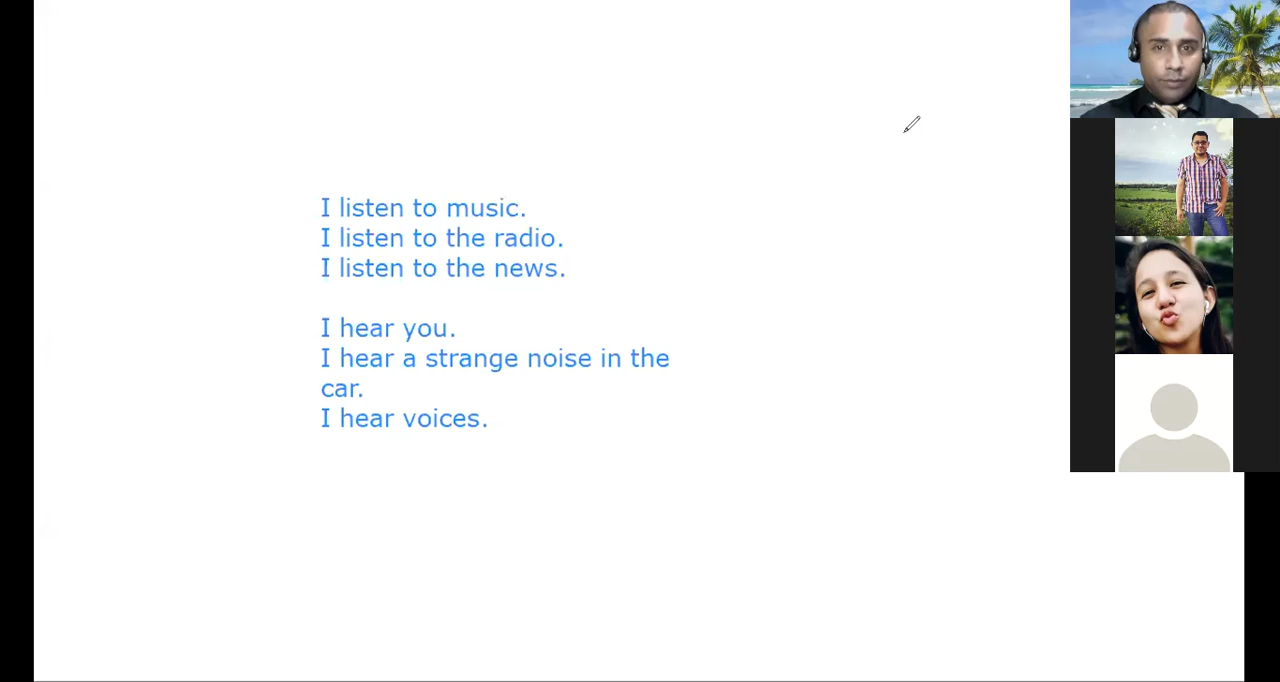 I listen to music.
I listen to the radio.
I listen to the news.
I hear you.
I hear a strange noise in the
car.
I hear voices.